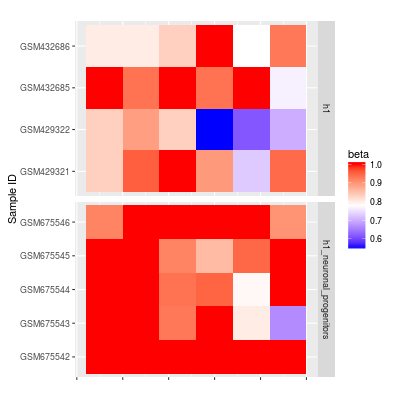 GSM432686
GSM432685
GSM429322
GSM429321
h1
GSM675546
GSM675545
GSM675544
GSM675543
GSM675542
h1_neuronal_progenitors
Sample ID
beta
1.0
0.9
0.8
0.7
0.6